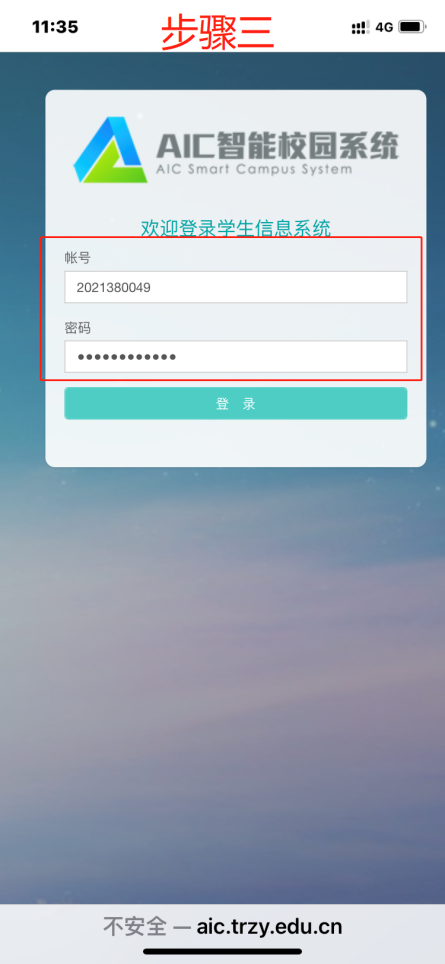 11:35
步骤三
4G
AIC智能校园系统
AIC Smart Campus System
欢迎登录学生信息系统
帐号
2021380049
密码
●●●●●●●●●●●●
登 录
不安全 — aic.trzy.edu.cn